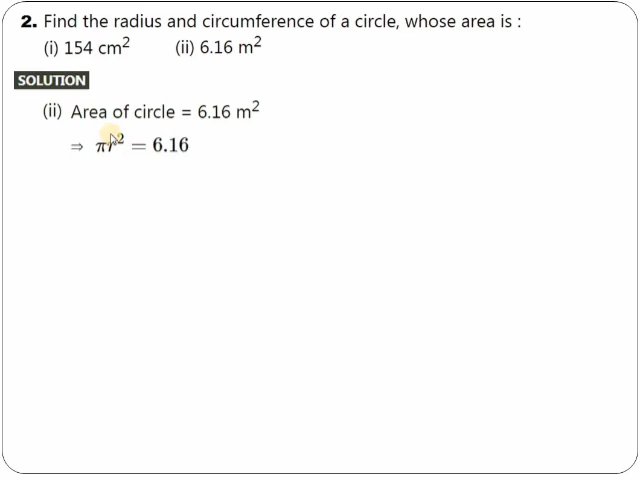 2. Find the radius and circumference of a circle, whose area is :
(i) 154 cm² (ii) 6.16 m²
SOLUTION
(ii) Area of circle = 6.16 m²
⇒ πr² = 6.16